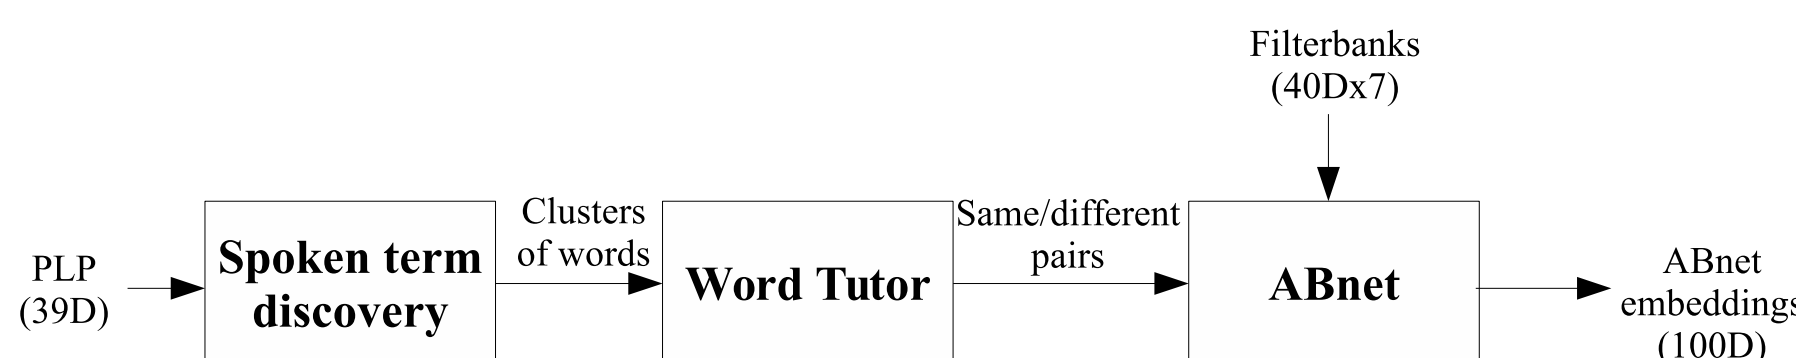 Filterbanks
(40Dx7)
PLP
(39D)
Spoken term
discovery
Clusters
of words
Word Tutor
Same/different
pairs
ABnet
ABnet
embeddings
(100D)